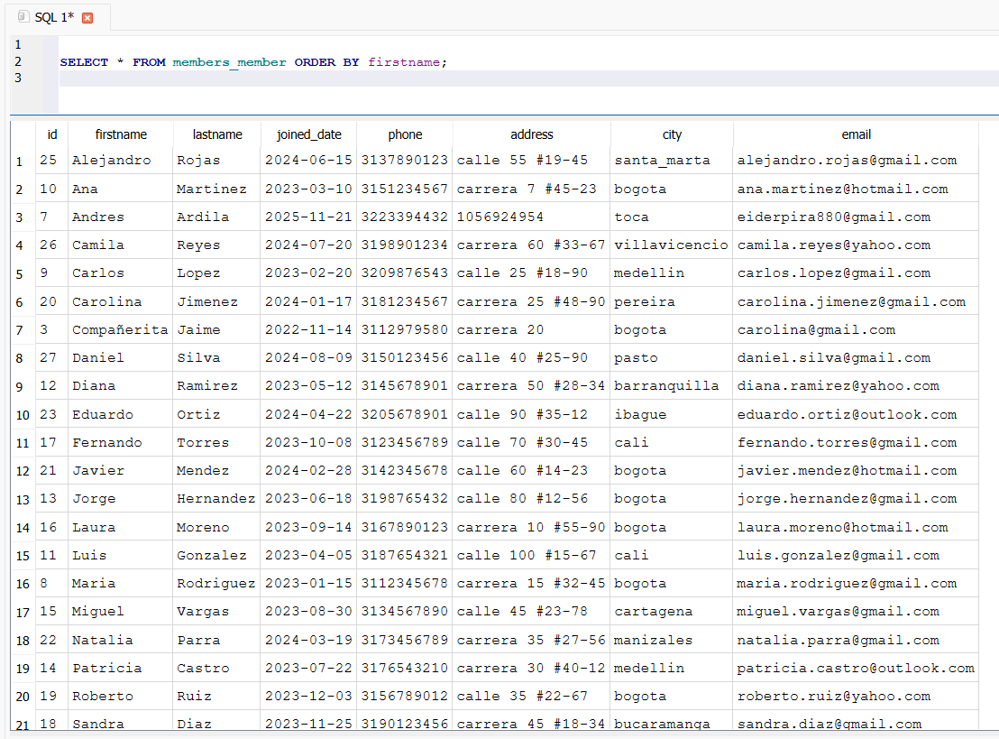 SQL 1*
1
2 SELECT * FROM members_member ORDER BY firstname;
3
id firstname lastname joined_date phone address city email
1 25 Alejandro Rojas 2024-06-15 3137890123 calle 55 #19-45 santa_marta alejandro.rojas@gmail.com
2 10 Ana Martinez 2023-03-10 3151234567 carrera 7 #45-23 bogota ana.martinez@hotmail.com
3 7 Andres Ardila 2025-11-21 3223394432 1056924954 toca eiderpira880@gmail.com
4 26 Camila Reyes 2024-07-20 3198901234 carrera 60 #33-67 villavicencio camila.reyes@yahoo.com
5 9 Carlos Lopez 2023-02-20 3209876543 calle 25 #18-90 medellin carlos.lopez@gmail.com
6 20 Carolina Jimenez 2024-01-17 3181234567 carrera 25 #48-90 pereira carolina.jimenez@gmail.com
7 3 Compañerita Jaime 2022-11-14 3112979580 carrera 20 bogota carolina@gmail.com
8 27 Daniel Silva 2024-08-09 3150123456 calle 40 #25-90 pasto daniel.silva@gmail.com
9 12 Diana Ramirez 2023-05-12 3145678901 carrera 50 #28-34 barranquilla diana.ramirez@yahoo.com
10 23 Eduardo Ortiz 2024-04-22 3205678901 calle 90 #35-12 ibague eduardo.ortiz@outlook.com
11 17 Fernando Torres 2023-10-08 3123456789 calle 70 #30-45 cali fernando.torres@gmail.com
12 21 Javier Mendez 2024-02-28 3142345678 calle 60 #14-23 bogota javier.mendez@hotmail.com
13 13 Jorge Hernandez 2023-06-18 3198765432 calle 80 #12-56 bogota jorge.hernandez@gmail.com
14 16 Laura Moreno 2023-09-14 3167890123 carrera 10 #55-90 bogota laura.moreno@hotmail.com
15 11 Luis Gonzalez 2023-04-05 3187654321 calle 100 #15-67 cali luis.gonzalez@gmail.com
16 8 Maria Rodriguez 2023-01-15 3112345678 carrera 15 #32-45 bogota maria.rodriguez@gmail.com
17 15 Miguel Vargas 2023-08-30 3134567890 calle 45 #23-78 cartagena miguel.vargas@gmail.com
18 22 Natalia Parra 2024-03-19 3173456789 carrera 35 #27-56 manizales natalia.parra@gmail.com
19 14 Patricia Castro 2023-07-22 3176543210 carrera 30 #40-12 medellin patricia.castro@outlook.com
20 19 Roberto Ruiz 2023-12-03 3156789012 calle 35 #22-67 bogota roberto.ruiz@yahoo.com
21 18 Sandra Diaz 2023-11-25 3190123456 carrera 45 #18-34 bucaramanga sandra.diaz@gmail.com